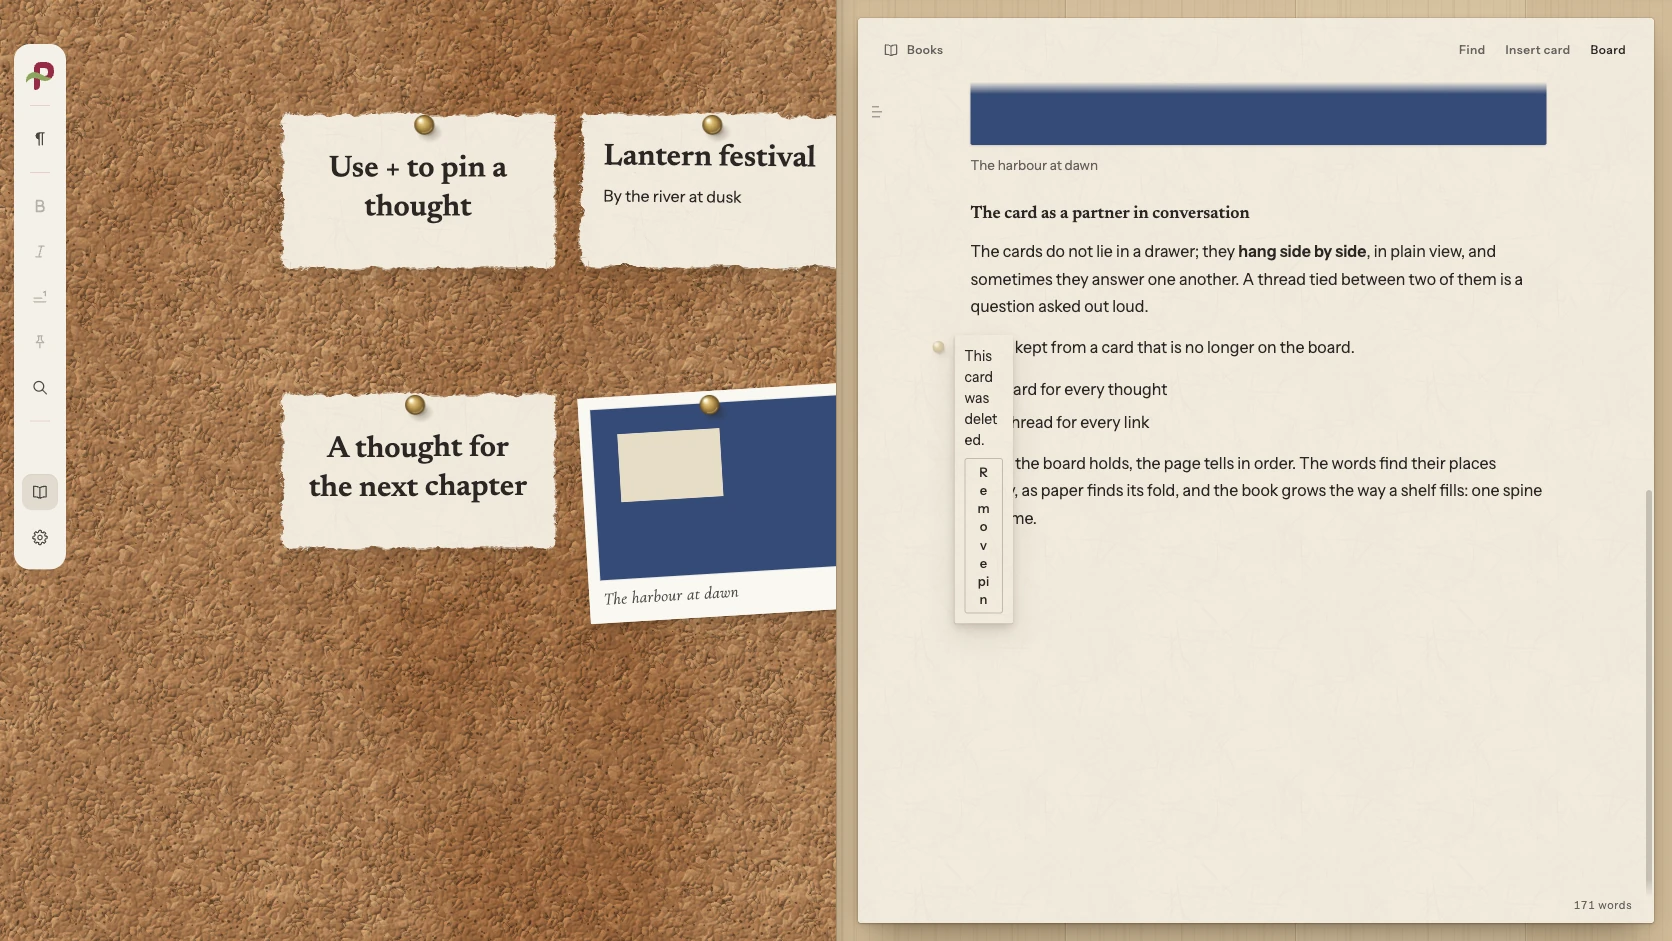 Use + to pin a
thought
Lantern festival
By the river at dusk
A thought for
the next chapter
The harbour at dawn
Books
Find
Insert card
Board
The harbour at dawn
The card as a partner in conversation
The cards do not lie in a drawer; they hang side by side, in plain view, and
sometimes they answer one another. A thread tied between two of them is a
question asked out loud.
kept from a card that is no longer on the board.
This
card
was
delet
ed.
R
e
m
o
v
e
pi
n
for every thought
for every link
the board holds, the page tells in order. The words find their places
as paper finds its fold, and the book grows the way a shelf fills: one spine
171 words